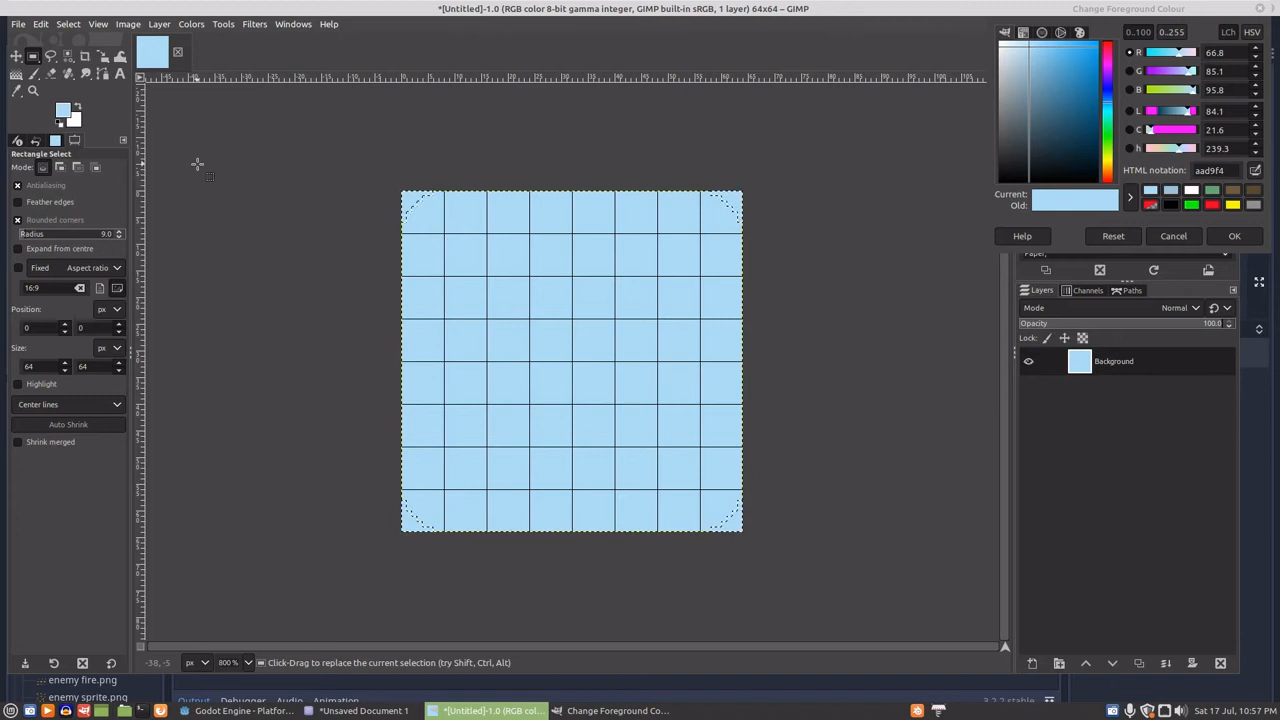 *[Untitled]-1.0 (RGB color 8-bit gamma integer, GIMP built-in sRGB, 1 layer) 64x64 – GIMP
Change Foreground Colour
File Edit Select View Image Layer Colors Tools Filters Windows Help
0..100 0..255 LCh HSV
R 66.8
G 85.1
B 95.8
L 84.1
C 21.6
h 239.3
HTML notation: aad9f4
Current:
Old:
Help Reset Cancel OK
Rectangle Select
Mode:
Antialiasing
Feather edges
Rounded corners
Radius 9.0
Expand from centre
Fixed Aspect ratio
16:9
Position: px
0 0
Size: px
64 64
Highlight
Center lines
Auto Shrink
Shrink merged
Paper,
Layers Channels Paths
Mode Normal
Opacity 100.0
Lock:
Background
-38, -5 px 800 % Click-Drag to replace the current selection (try Shift, Ctrl, Alt)
enemy fire.png
enemy sprite.png
Output Debugger Audio Animation 3.2.2.stable
Godot Engine - Platfor... *Unsaved Document 1 *[Untitled]-1.0 (RGB col... Change Foreground Co... Sat 17 Jul, 10:57 PM